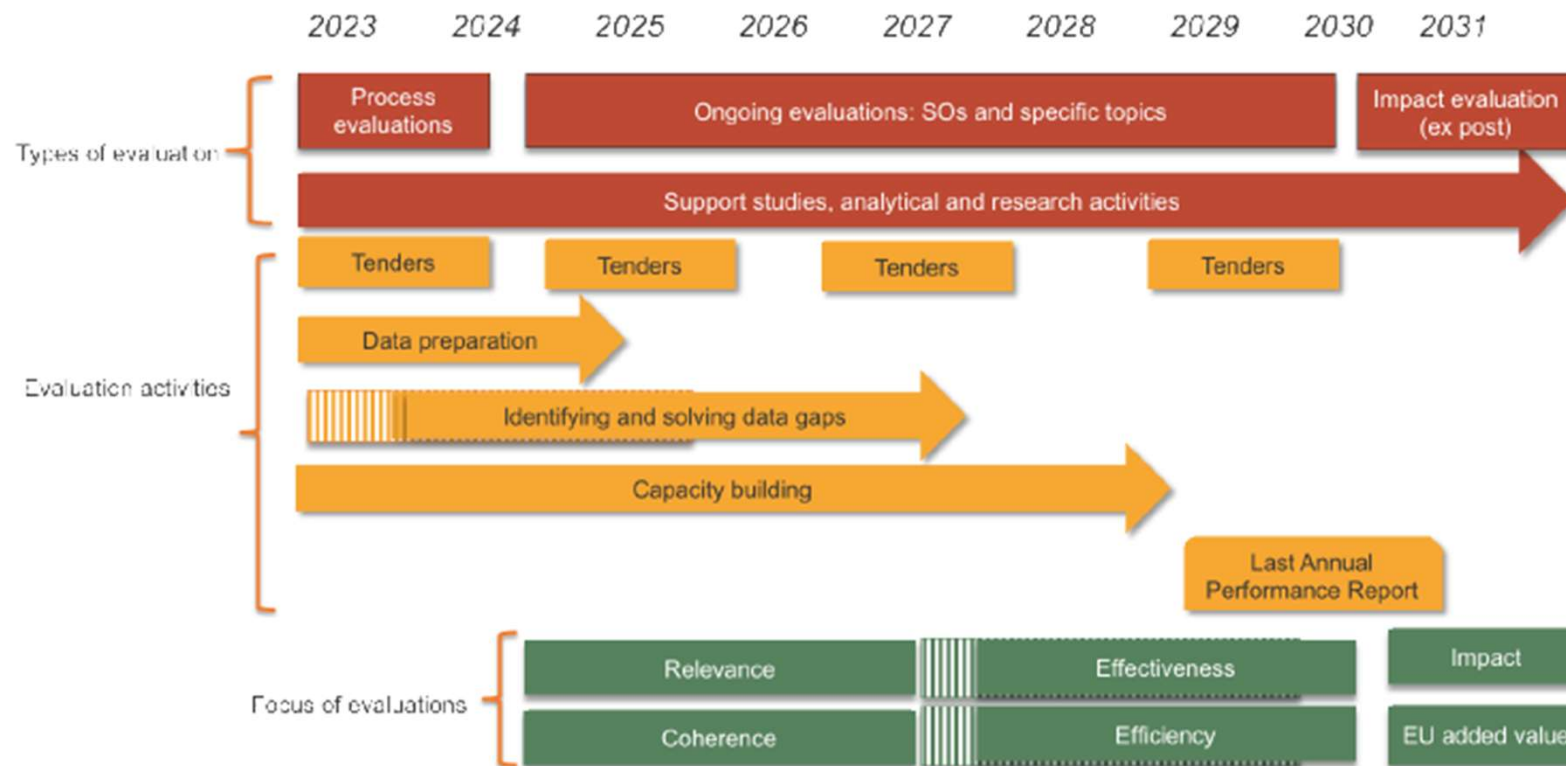 2023 2024 2025 2026 2027 2028 2029 2030 2031
Process
evaluations
Ongoing evaluations: SOs and specific topics
Impact evaluation
(ex post)
Types of evaluation
Support studies, analytical and research activities
Tenders
Tenders
Tenders
Tenders
Data preparation
Evaluation activities
Identifying and solving data gaps
Capacity building
Last Annual
Performance Report
Relevance
Effectiveness
Impact
Focus of evaluations
Coherence
Efficiency
EU added value